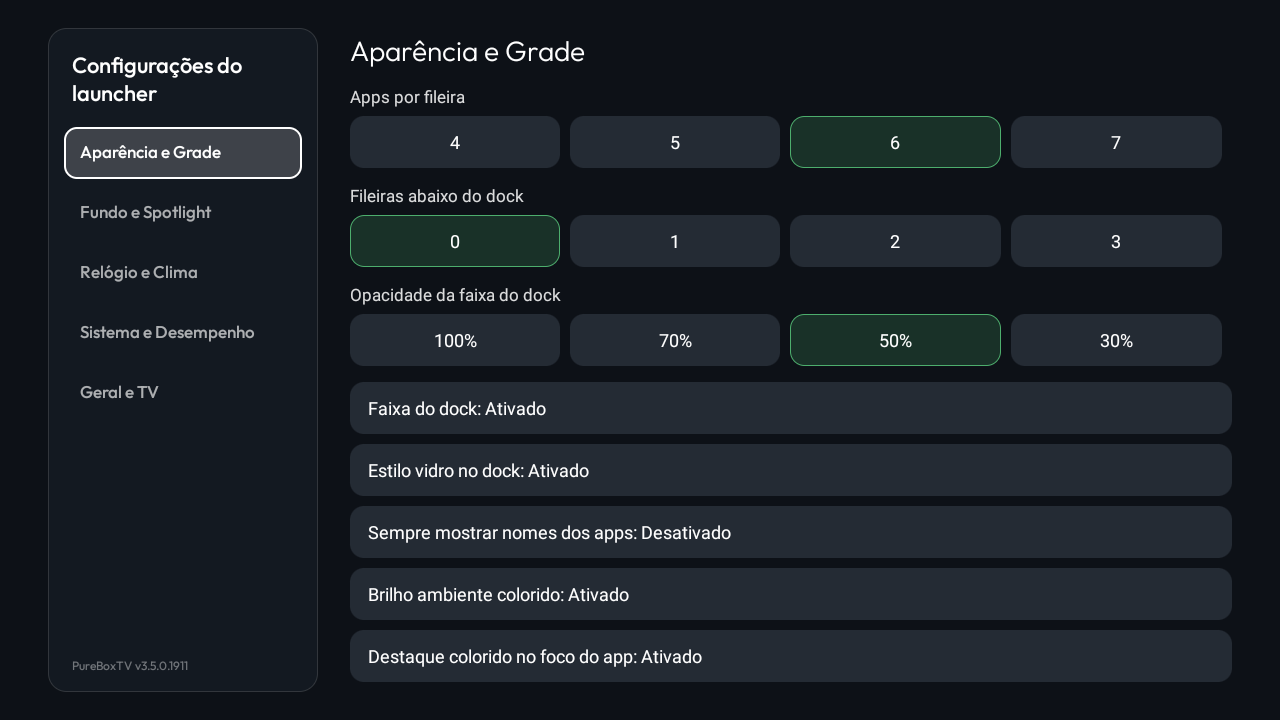 Configurações do
launcher
Aparência e Grade
Fundo e Spotlight
Relógio e Clima
Sistema e Desempenho
Geral e TV
PureBoxTV v3.5.0.1911
Aparência e Grade
Apps por fileira
4 5 6 7
Fileiras abaixo do dock
0 1 2 3
Opacidade da faixa do dock
100% 70% 50% 30%
Faixa do dock: Ativado
Estilo vidro no dock: Ativado
Sempre mostrar nomes dos apps: Desativado
Brilho ambiente colorido: Ativado
Destaque colorido no foco do app: Ativado